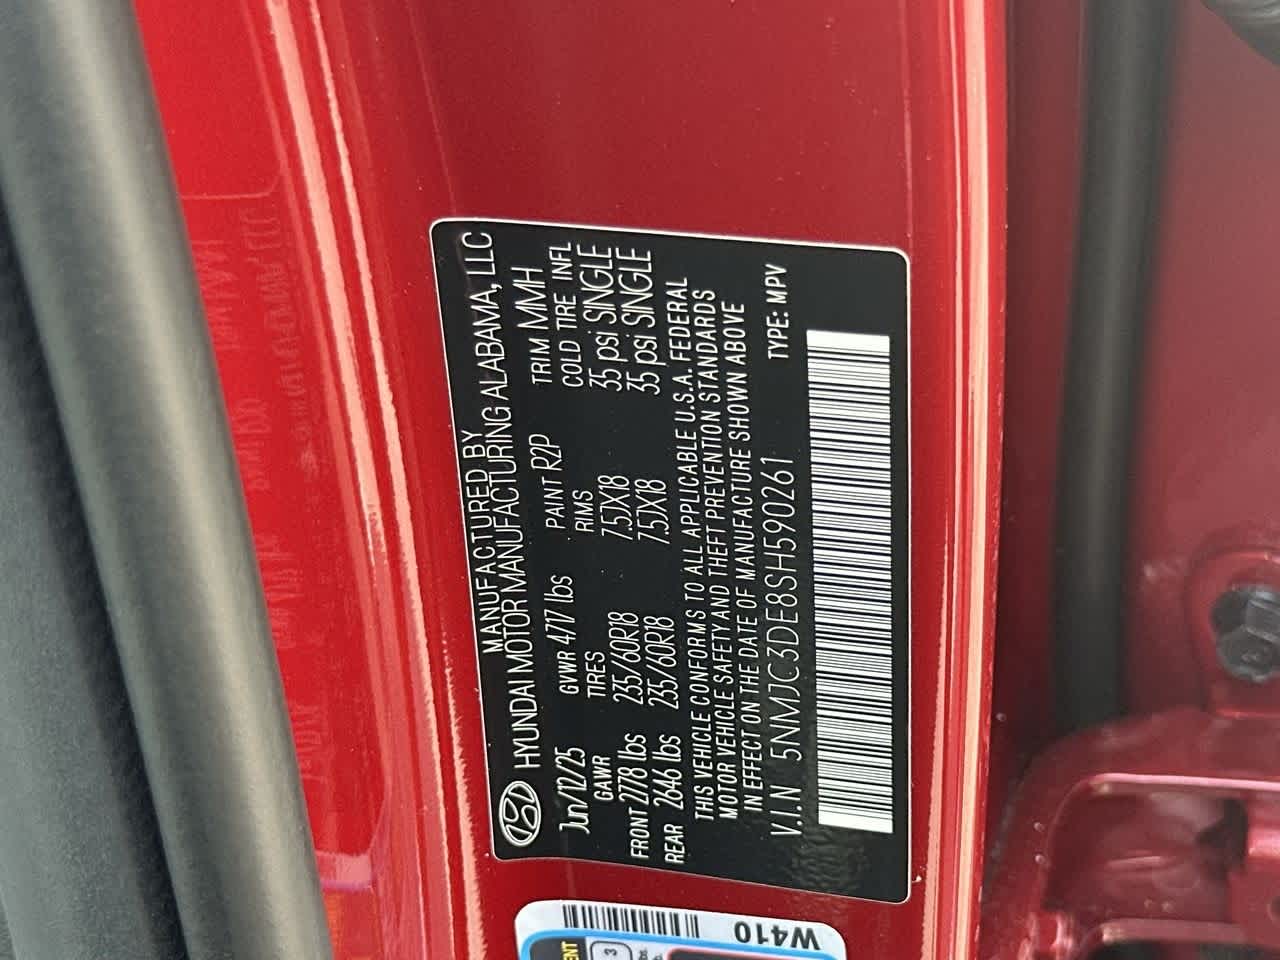 MANUFACTURED BY
HYUNDAI MOTOR MANUFACTURING ALABAMA, LLC
Jun/02/25 GVWR 4717 lbs PAINT R2P TRIM MMH
GAWR TIRES RIMS COLD TIRE INFL
FRONT 2778 lbs 235/60R18 7.5JX18 35 psi SINGLE
REAR 2646 lbs 235/60R18 7.5JX18 35 psi SINGLE
THIS VEHICLE CONFORMS TO ALL APPLICABLE U.S.A. FEDERAL
MOTOR VEHICLE SAFETY AND THEFT PREVENTION STANDARDS
IN EFFECT ON THE DATE OF MANUFACTURE SHOWN ABOVE
V.I.N 5NMJC3DE8SH590261 TYPE: MPV
W410
3